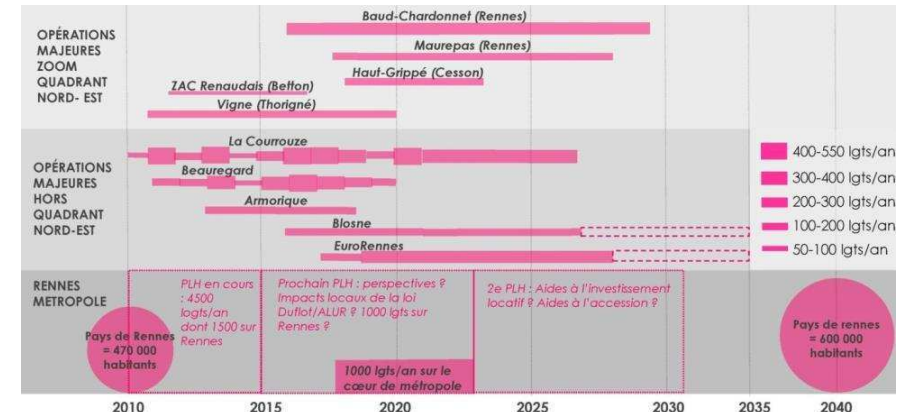 OPÉRATIONS
MAJEURES
ZOOM
QUADRANT
NORD- EST
Baud-Chardonnet (Rennes)
Maurepas (Rennes)
Haut-Grippé (Cesson)
ZAC Renaudais (Betton)
Vigne (Thorigné)
OPÉRATIONS
MAJEURES
HORS
QUADRANT
NORD-EST
La Courrouze
Beauregard
Armorique
Blosne
EuroRennes
400-550 lgts/an
300-400 lgts/an
200-300 lgts/an
100-200 lgts/an
50-100 lgts/an
RENNES
METROPOLE
Pays de Rennes
= 470 000
habitants
PLH en cours
: 4500
logts/an
dont 1500 sur
Rennes
Prochain PLH : perspectives ?
Impacts locaux de la loi
Duflot/ALUR ? 1000 lgts sur
Rennes ?
1000 lgts/an sur le
cœur de métropole
2e PLH : Aides à l'investissement
locatif ? Aides à l'accession ?
Pays de rennes
= 600 000
habitants
2010
2015
2020
2025
2030
2035
2040